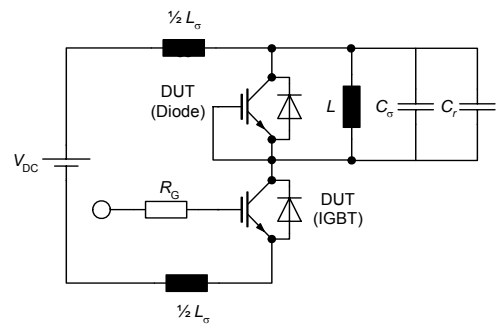 ½ Lσ
DUT
(Diode)
L
Cσ
Cr
VDC
RG
DUT
(IGBT)
½ Lσ